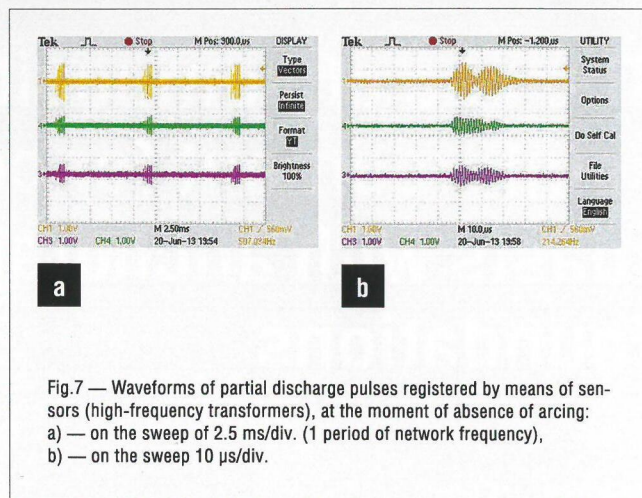 Tek Stop M Pos: 300.0µs DISPLAY
Type
Vectors
Persist
Infinite
Format
YT
Brightness
100%
CH1 1.00V M 2.50ms CH1 / 560mV
CH3 1.00V CH4 1.00V 20-Jun-13 13:54
a
Tek Stop M Pos: -1.200µs UTILITY
System
Status
Options
Do Self Cal
File
Utilities
Language
English
CH1 1.00V M 10.0µs CH1 / 560mV
CH3 1.00V CH4 1.00V 20-Jun-13 13:58 214.264Hz
b
Fig.7 — Waveforms of partial discharge pulses registered by means of sen-
sors (high-frequency transformers), at the moment of absence of arcing:
a) — on the sweep of 2.5 ms/div. (1 period of network frequency),
b) — on the sweep 10 µs/div.